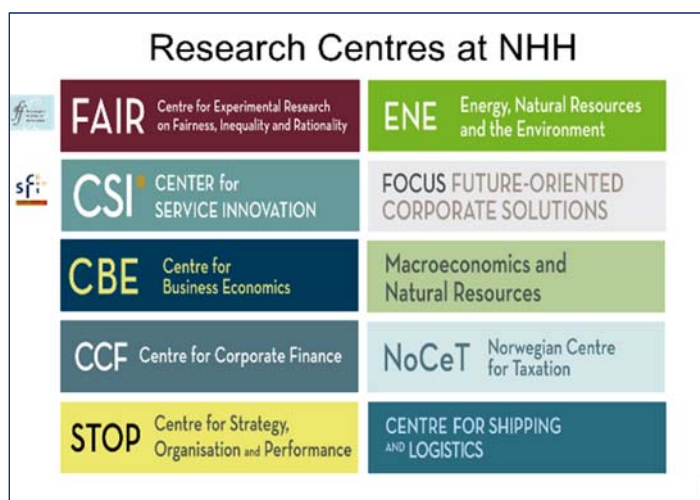 Research Centres at NHH
FAIR Centre for Experimental Research
on Fairness, Inequality and Rationality
ENE Energy, Natural Resources
and the Environment
sfi
CSI CENTER for
SERVICE INNOVATION
FOCUS FUTURE-ORIENTED
CORPORATE SOLUTIONS
CBE Centre for
Business Economics
Macroeconomics and
Natural Resources
CCF Centre for Corporate Finance
NoCeT Norwegian Centre
for Taxation
STOP Centre for Strategy,
Organisation and Performance
CENTRE FOR SHIPPING
AND LOGISTICS